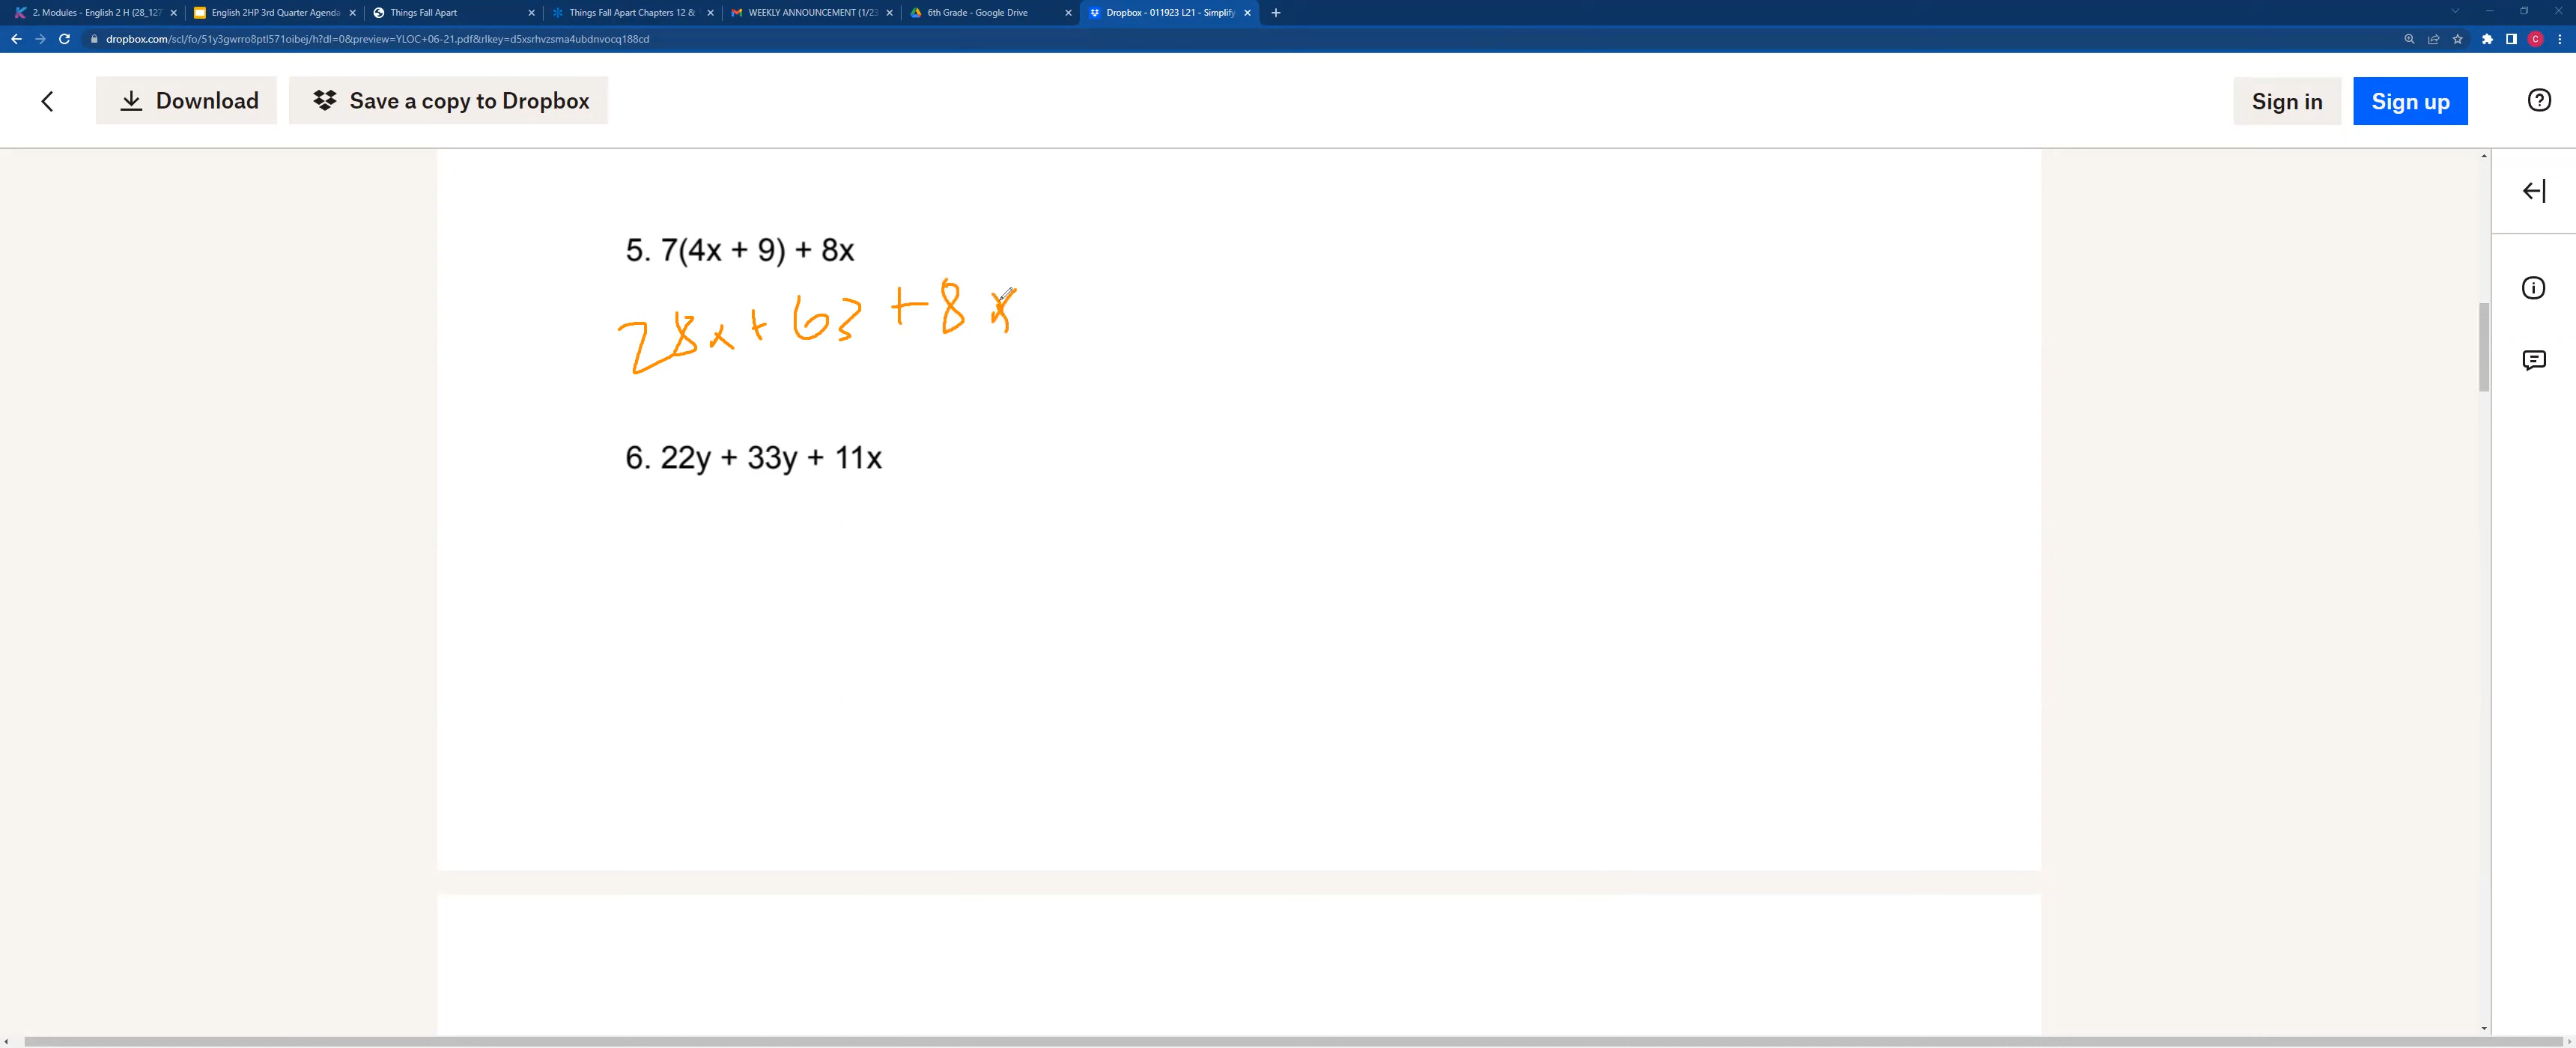 2. Modules - English 2 H (28_127
English 2HP 3rd Quarter Agenda
Things Fall Apart
Things Fall Apart Chapters 12 &
WEEKLY ANNOUNCEMENT (1/23
6th Grade - Google Drive
Dropbox - 011923 L21 - Simplify
dropbox.com/scl/fo/51y3gwrro8ptl571oibej/h?dl=0&preview=YLOC+06-21.pdf&rlkey=d5xsrhvzsma4ubdnvocq188cd
C
Download
Save a copy to Dropbox
Sign in
Sign up
5. 7(4x + 9) + 8x
28x + 63 + 8x
6. 22y + 33y + 11x